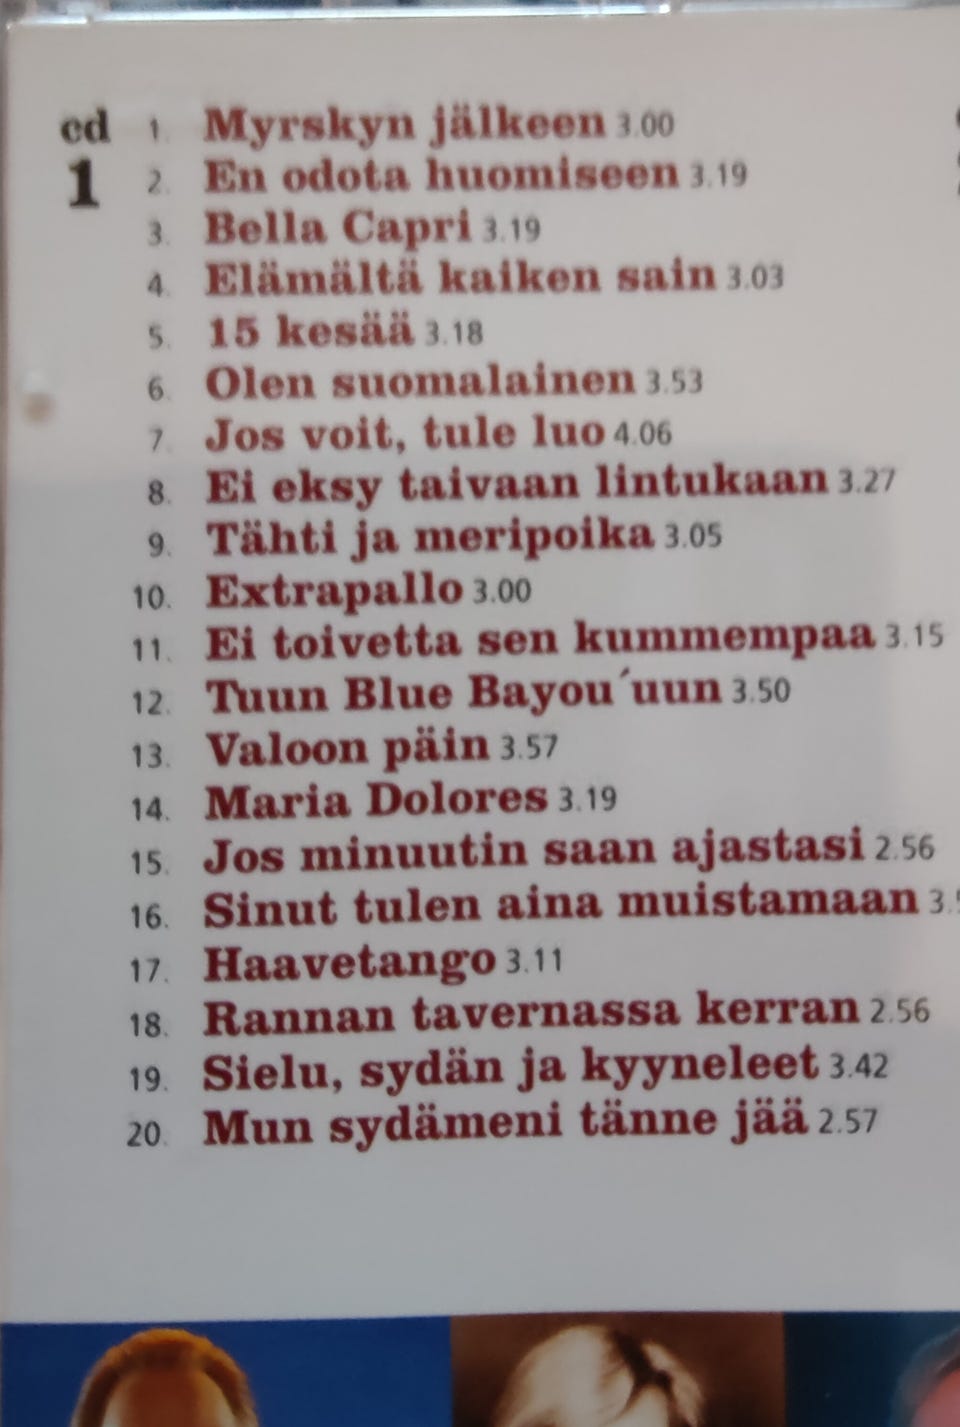 cd 1
1. Myrskyn jälkeen 3.00
2. En odota huomiseen 3.19
3. Bella Capri 3.19
4. Elämältä kaiken sain 3.03
5. 15 kesää 3.18
6. Olen suomalainen 3.53
7. Jos voit, tule luo 4.06
8. Ei eksy taivaan lintukaan 3.27
9. Tähti ja meripoika 3.05
10. Extrapallo 3.00
11. Ei toivetta sen kummempaa 3.15
12. Tuun Blue Bayou´uun 3.50
13. Valoon päin 3.57
14. Maria Dolores 3.19
15. Jos minuutin saan ajastasi 2.56
16. Sinut tulen aina muistamaan
17. Haavetango 3.11
18. Rannan tavernassa kerran 2.56
19. Sielu, sydän ja kyyneleet 3.42
20. Mun sydämeni tänne jää 2.57